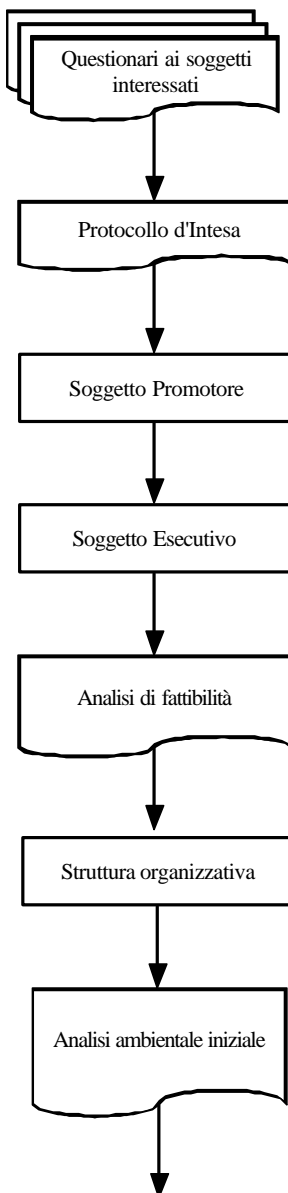 Questionari ai soggetti
interessati
Protocollo d'Intesa
Soggetto Promotore
Soggetto Esecutivo
Analisi di fattibilità
Struttura organizzativa
Analisi ambientale iniziale